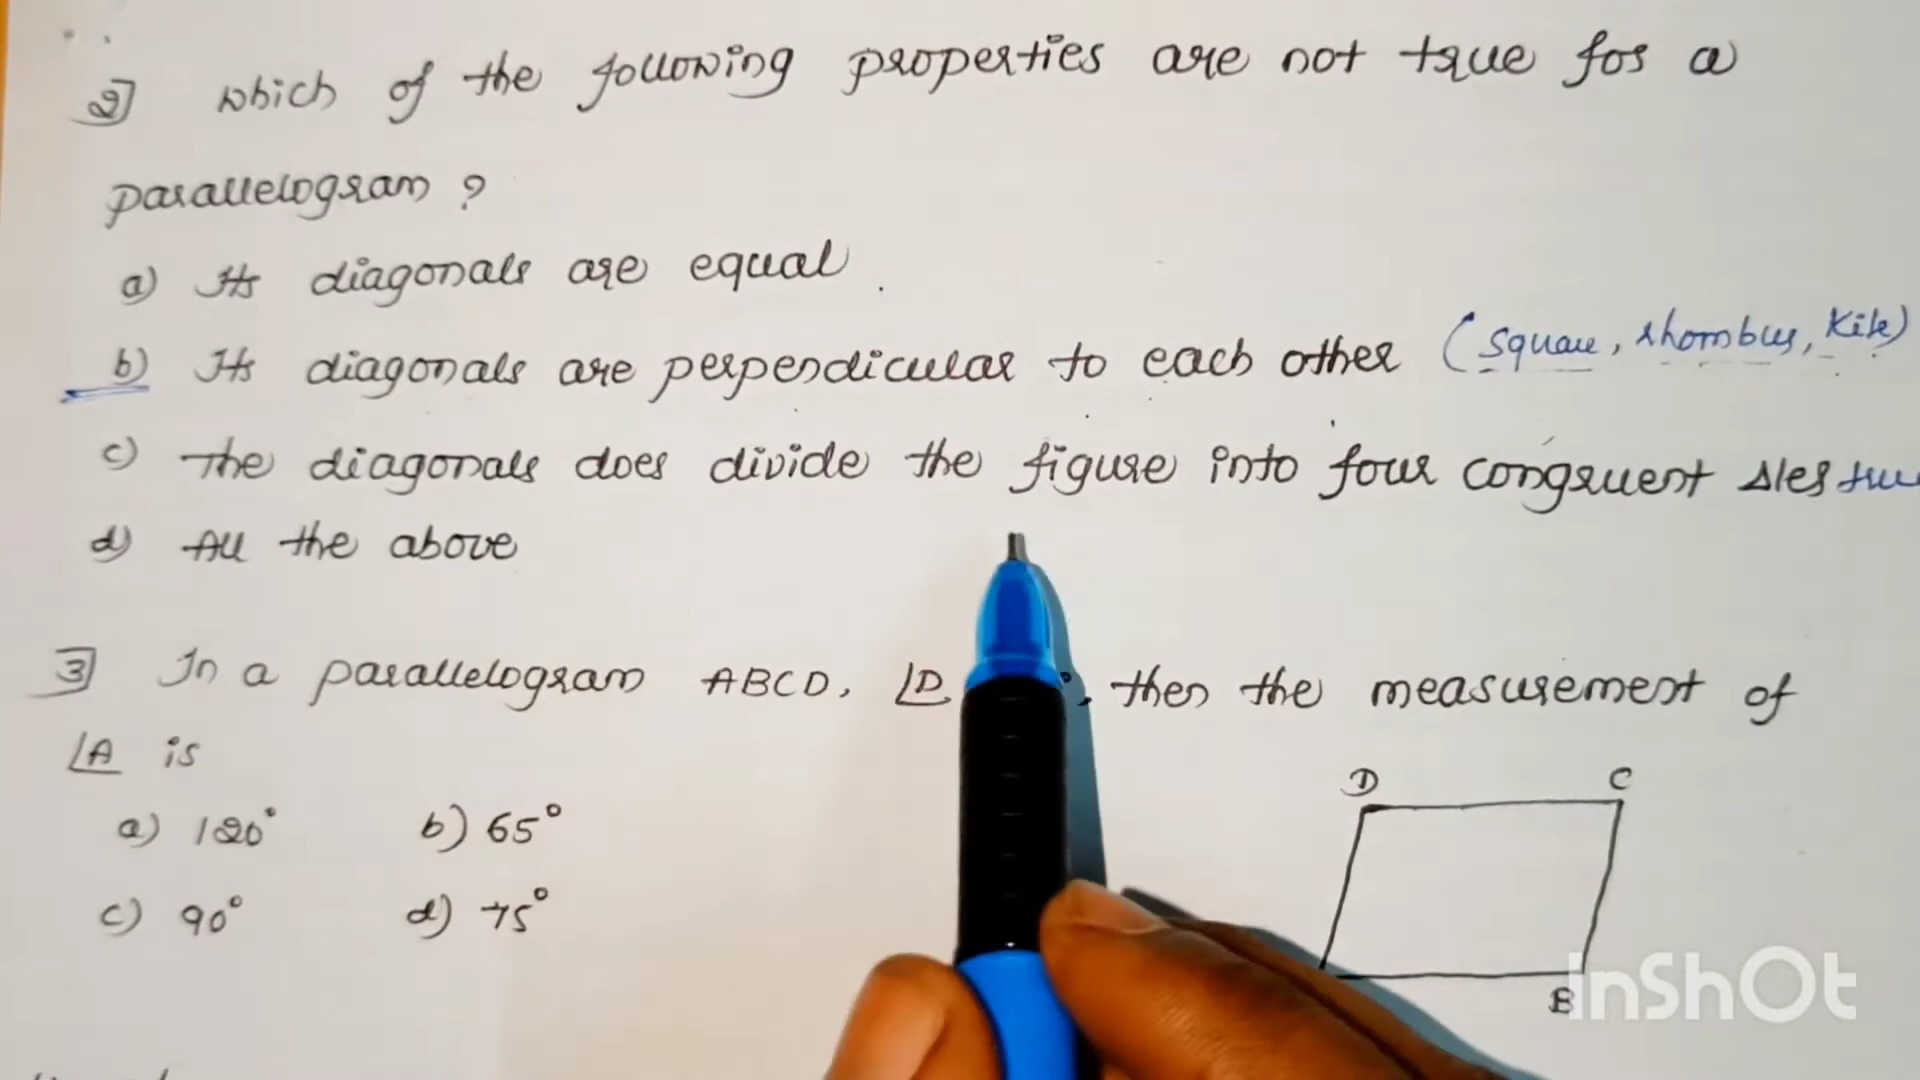 2] which of the following properties are not true for a
parallelogram ?
a) Its diagonals are equal
b) Its diagonals are perpendicular to each other (square, rhombus, kite)
c) The diagonals does divide the figure into four congruent Δles
d) All the above
3] In a parallelogram ABCD, ∠D °, then the measurement of
∠A is
a) 120° b) 65°
c) 90° d) 75°
D C
B
InShOt